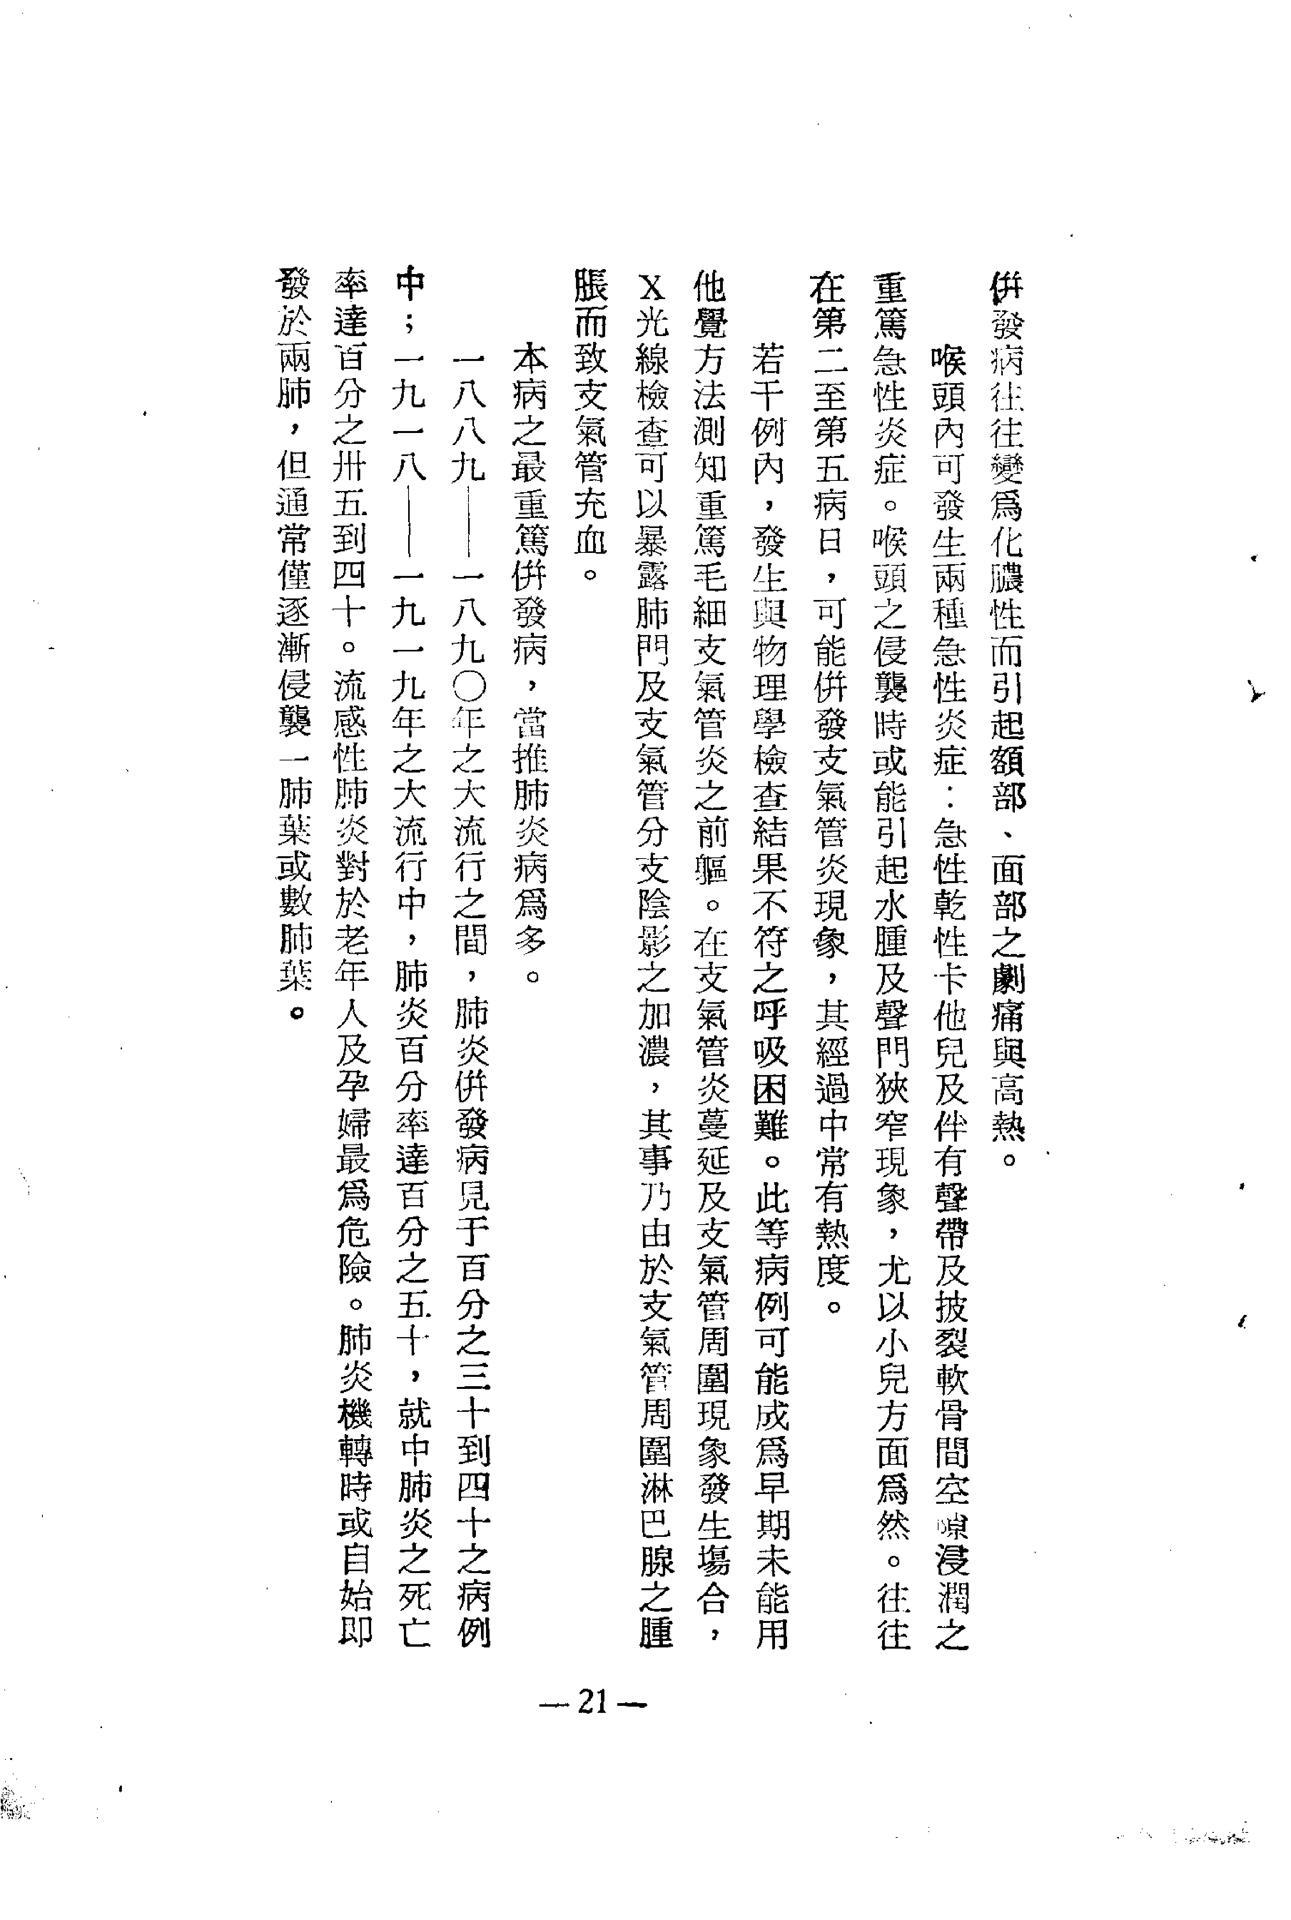 併發病往往變爲化膿性而引起額部、面部之劇痛與高熱。
喉頭內可發生兩種急性炎症：急性乾性卡他兒及伴有聲帶及披裂軟骨間空隙浸潤之
重篤急性炎症。喉頭之侵襲時或能引起水腫及聲門狹窄現象，尤以小兒方面爲然。往往
在第二至第五病日，可能併發支氣管炎現象，其經過中常有熱度。
若干例內，發生與物理學檢查結果不符之呼吸困難。此等病例可能成爲早期未能用
他覺方法測知重篤毛細支氣管炎之前軀。在支氣管炎蔓延及支氣管周圍現象發生塲合，
X光線檢查可以暴露肺門及支氣管分支陰影之加濃，其事乃由於支氣管周圍淋巴腺之腫
脹而致支氣管充血。
本病之最重篤併發病，當推肺炎病爲多。
一八八九——一八九〇年之大流行之間，肺炎併發病見于百分之三十到四十之病例
中；一九一八——一九一九年之大流行中，肺炎百分率達百分之五十，就中肺炎之死亡
率達百分之卅五到四十。流感性肺炎對於老年人及孕婦最爲危險。肺炎機轉時或自始即
發於兩肺，但通常僅逐漸侵襲一肺葉或數肺葉。
—21—